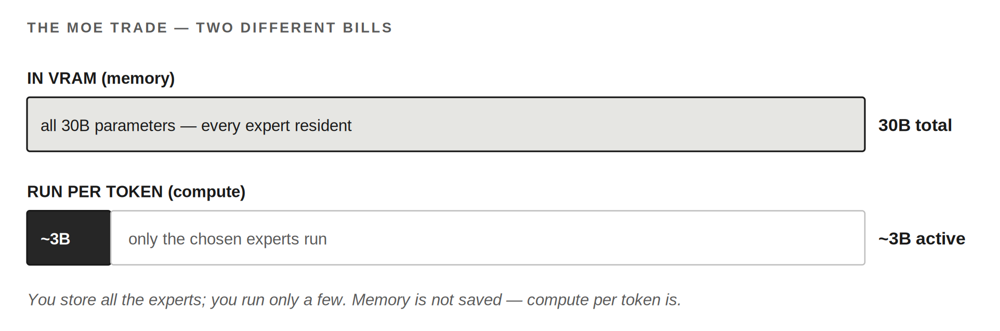 THE MOE TRADE — TWO DIFFERENT BILLS
IN VRAM (memory)
all 30B parameters — every expert resident
30B total
RUN PER TOKEN (compute)
~3B
only the chosen experts run
~3B active
You store all the experts; you run only a few. Memory is not saved — compute per token is.